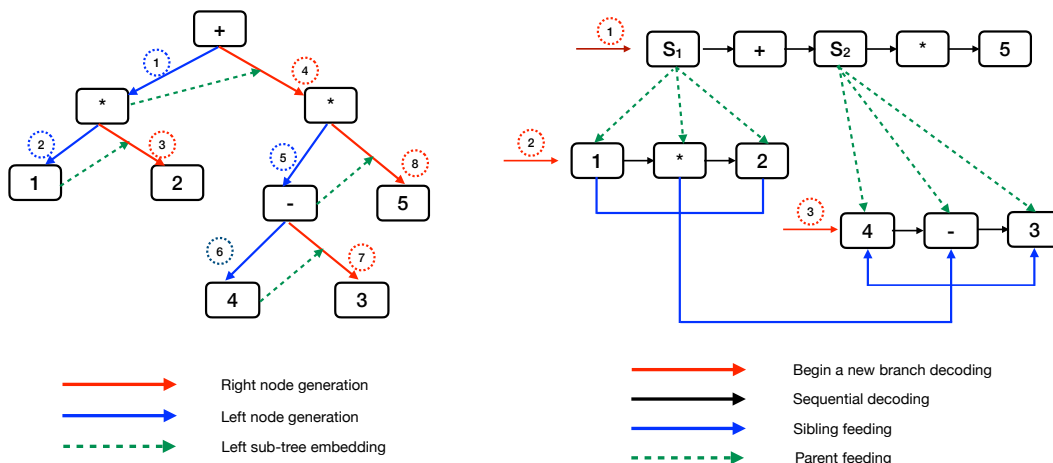 +
1
4
*
*
2
3
5
8
1
2
-
5
6
7
4
3
Right node generation
Left node generation
Left sub-tree embedding
1
S1 + S2 * 5
2
1 * 2
3
4 - 3
Begin a new branch decoding
Sequential decoding
Sibling feeding
Parent feeding